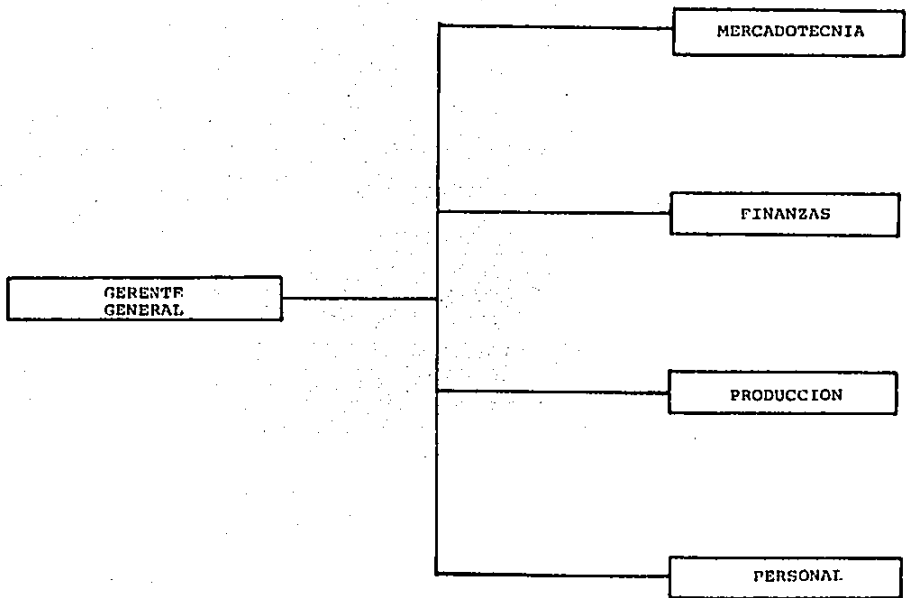 MERCADOTECNIA
FINANZAS
GERENTE
GENERAL
PRODUCCION
PERSONAL